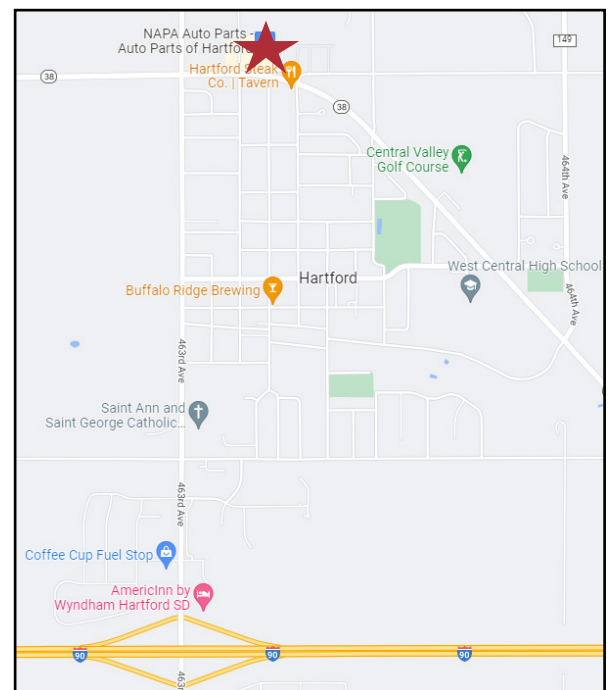 NAPA Auto Parts -
Auto Parts of Hartford
149
38
Hartford Steak
Co. | Tavern
38
Central Valley
Golf Course
464th Ave
West Central High School
Hartford
Buffalo Ridge Brewing
464th Ave
463rd Ave
Saint Ann and
Saint George Catholic...
463rd Ave
Coffee Cup Fuel Stop
AmericInn by
Wyndham Hartford SD
90
90
90